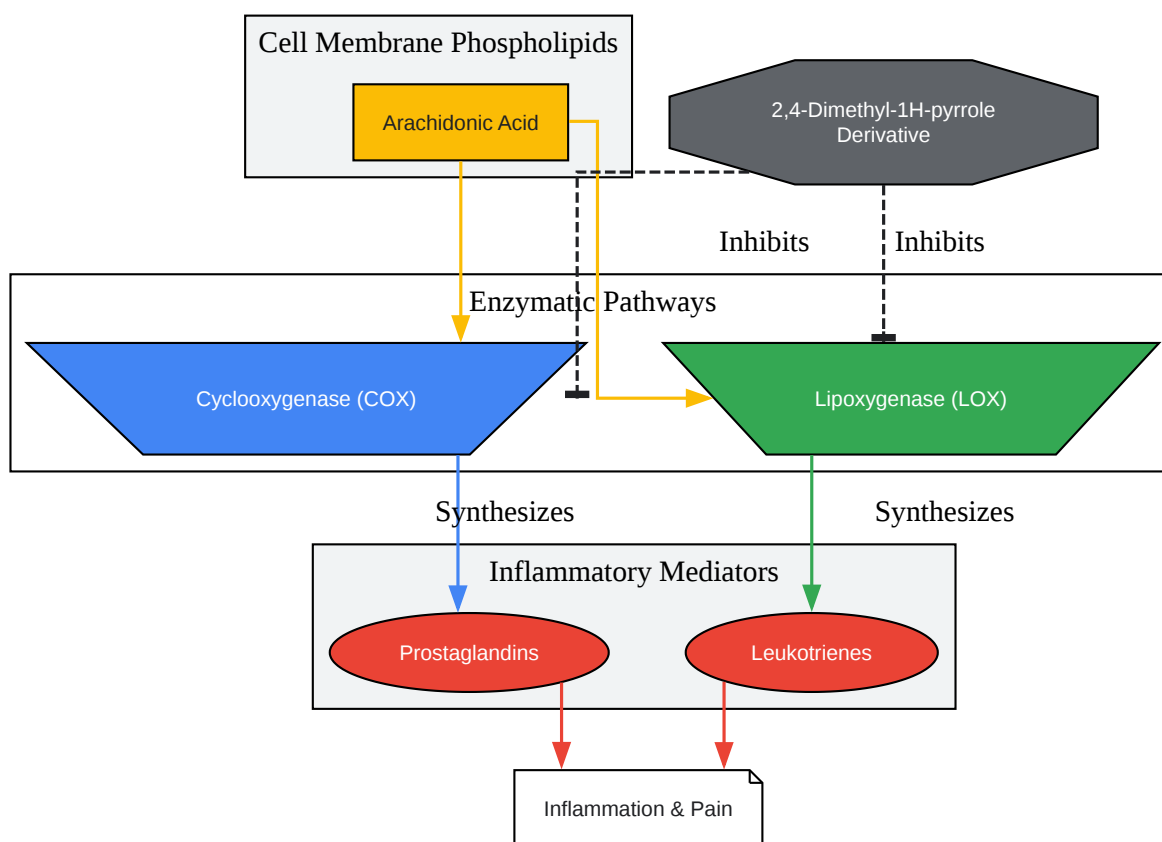 Cell Membrane Phospholipids
Arachidonic Acid
2,4-Dimethyl-1H-pyrrole
Derivative
Inhibits
Inhibits
Enzymatic Pathways
Cyclooxygenase (COX)
Lipoxygenase (LOX)
Synthesizes
Synthesizes
Inflammatory Mediators
Prostaglandins
Leukotrienes
Inflammation & Pain